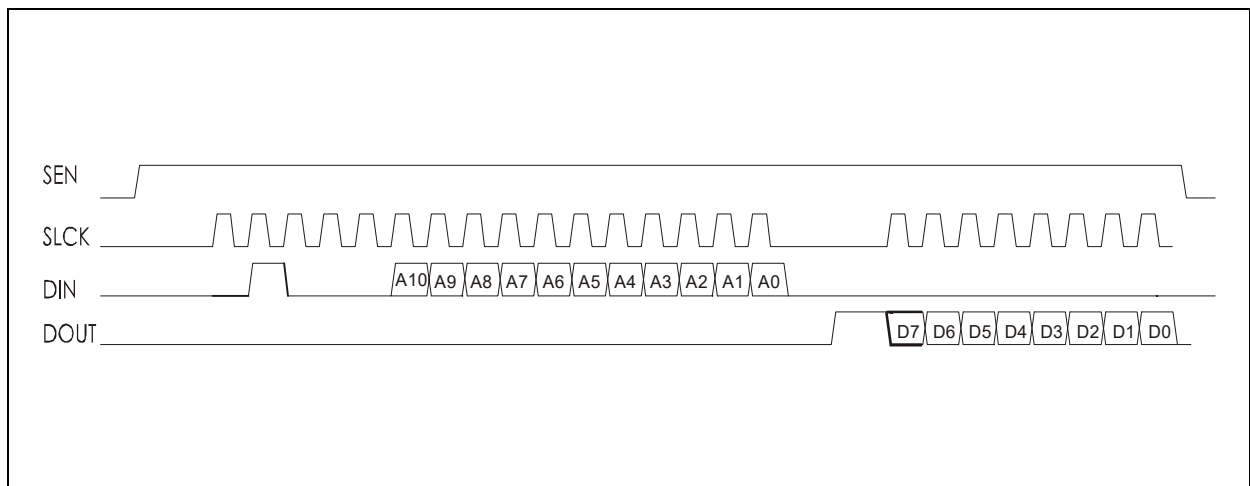 SEN
SLCK
DIN A10 A9 A8 A7 A6 A5 A4 A3 A2 A1 A0
DOUT D7 D6 D5 D4 D3 D2 D1 D0